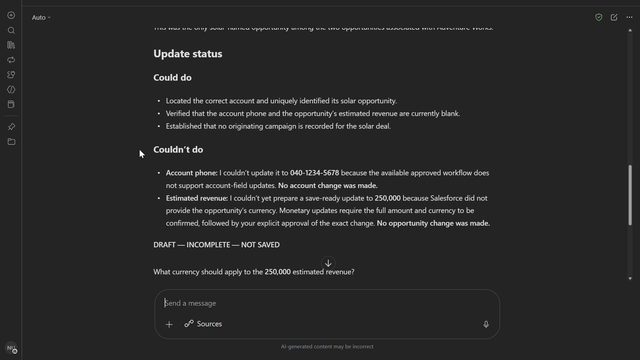 Auto
This was the only solar-named opportunity among the two opportunities associated with Adventure Works.
Update status
Could do
• Located the correct account and uniquely identified its solar opportunity.
• Verified that the account phone and the opportunity's estimated revenue are currently blank.
• Established that no originating campaign is recorded for the solar deal.
Couldn't do
• Account phone: I couldn't update it to 040-1234-5678 because the available approved workflow does
not support account-field updates. No account change was made.
• Estimated revenue: I couldn't yet prepare a save-ready update to 250,000 because Salesforce did not
provide the opportunity's currency. Monetary updates require the full amount and currency to be
confirmed, followed by your explicit approval of the exact change. No opportunity change was made.
DRAFT — INCOMPLETE — NOT SAVED
What currency should apply to the 250,000 estimated revenue?
Send a message
Sources
AI-generated content may be incorrect